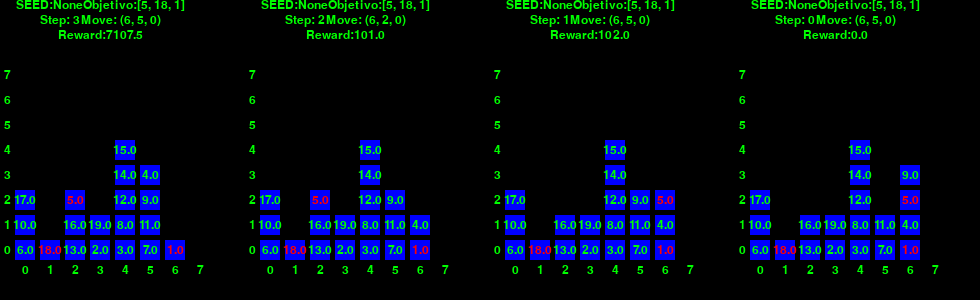 SEED:NoneObjetivo:[5, 18, 1] SEED:NoneObjetivo:[5, 18, 1] SEED:NoneObjetivo:[5, 18, 1] SEED:NoneObjetivo:[5, 18, 1]
Step: 3Move: (6, 5, 0) Step: 2Move: (6, 2, 0) Step: 1Move: (6, 5, 0) Step: 0Move: (6, 5, 0)
Reward:7107.5 Reward:101.0 Reward:102.0 Reward:0.0
7 7 7 7
6 6 6 6
5 5 5 5
4 15.0 4 15.0 4 15.0 4 15.0
3 14.0 4.0 3 14.0 3 14.0 3 14.0 9.0
2 17.0 5.0 12.0 9.0 2 17.0 5.0 12.0 9.0 2 17.0 12.0 9.0 5.0 2 17.0 12.0 5.0
1 10.0 16.0 19.0 8.0 11.0 1 10.0 16.0 19.0 8.0 11.0 4.0 1 10.0 16.0 19.0 8.0 11.0 4.0 1 10.0 16.0 19.0 8.0 11.0 4.0
0 6.0 18.0 13.0 2.0 3.0 7.0 1.0 0 6.0 18.0 13.0 2.0 3.0 7.0 1.0 0 6.0 18.0 13.0 2.0 3.0 7.0 1.0 0 6.0 18.0 13.0 2.0 3.0 7.0 1.0
0 1 2 3 4 5 6 7 0 1 2 3 4 5 6 7 0 1 2 3 4 5 6 7 0 1 2 3 4 5 6 7